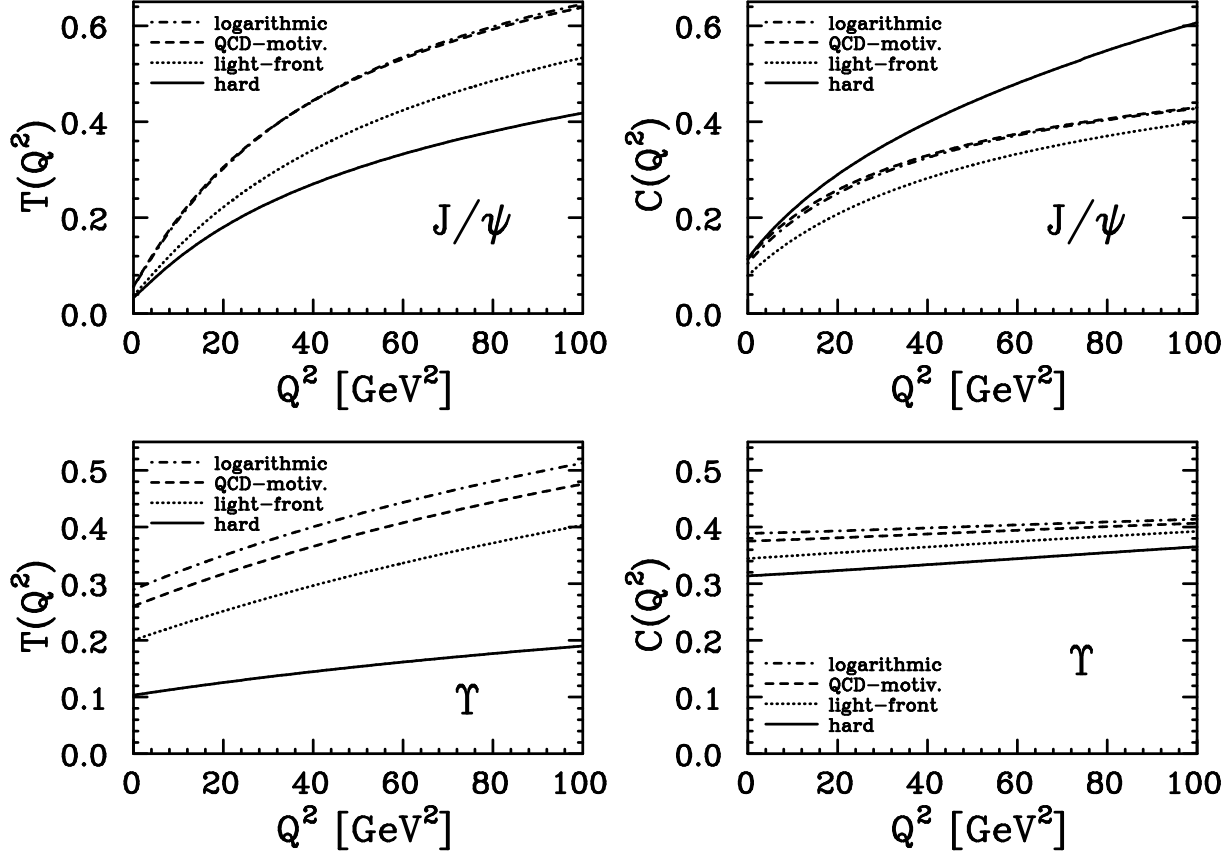 logarithmic
QCD-motiv.
light-front
hard
0.6
0.4
0.2
0.0
T(Q²)
J/ψ
0 20 40 60 80 100
Q² [GeV²]
logarithmic
QCD-motiv.
light-front
hard
0.6
0.4
0.2
0.0
C(Q²)
J/ψ
0 20 40 60 80 100
Q² [GeV²]
logarithmic
QCD-motiv.
light-front
hard
0.5
0.4
0.3
0.2
0.1
0.0
T(Q²)
ϒ
0 20 40 60 80 100
Q² [GeV²]
0.5
0.4
0.3
0.2
0.1
0.0
C(Q²)
ϒ
logarithmic
QCD-motiv.
light-front
hard
0 20 40 60 80 100
Q² [GeV²]